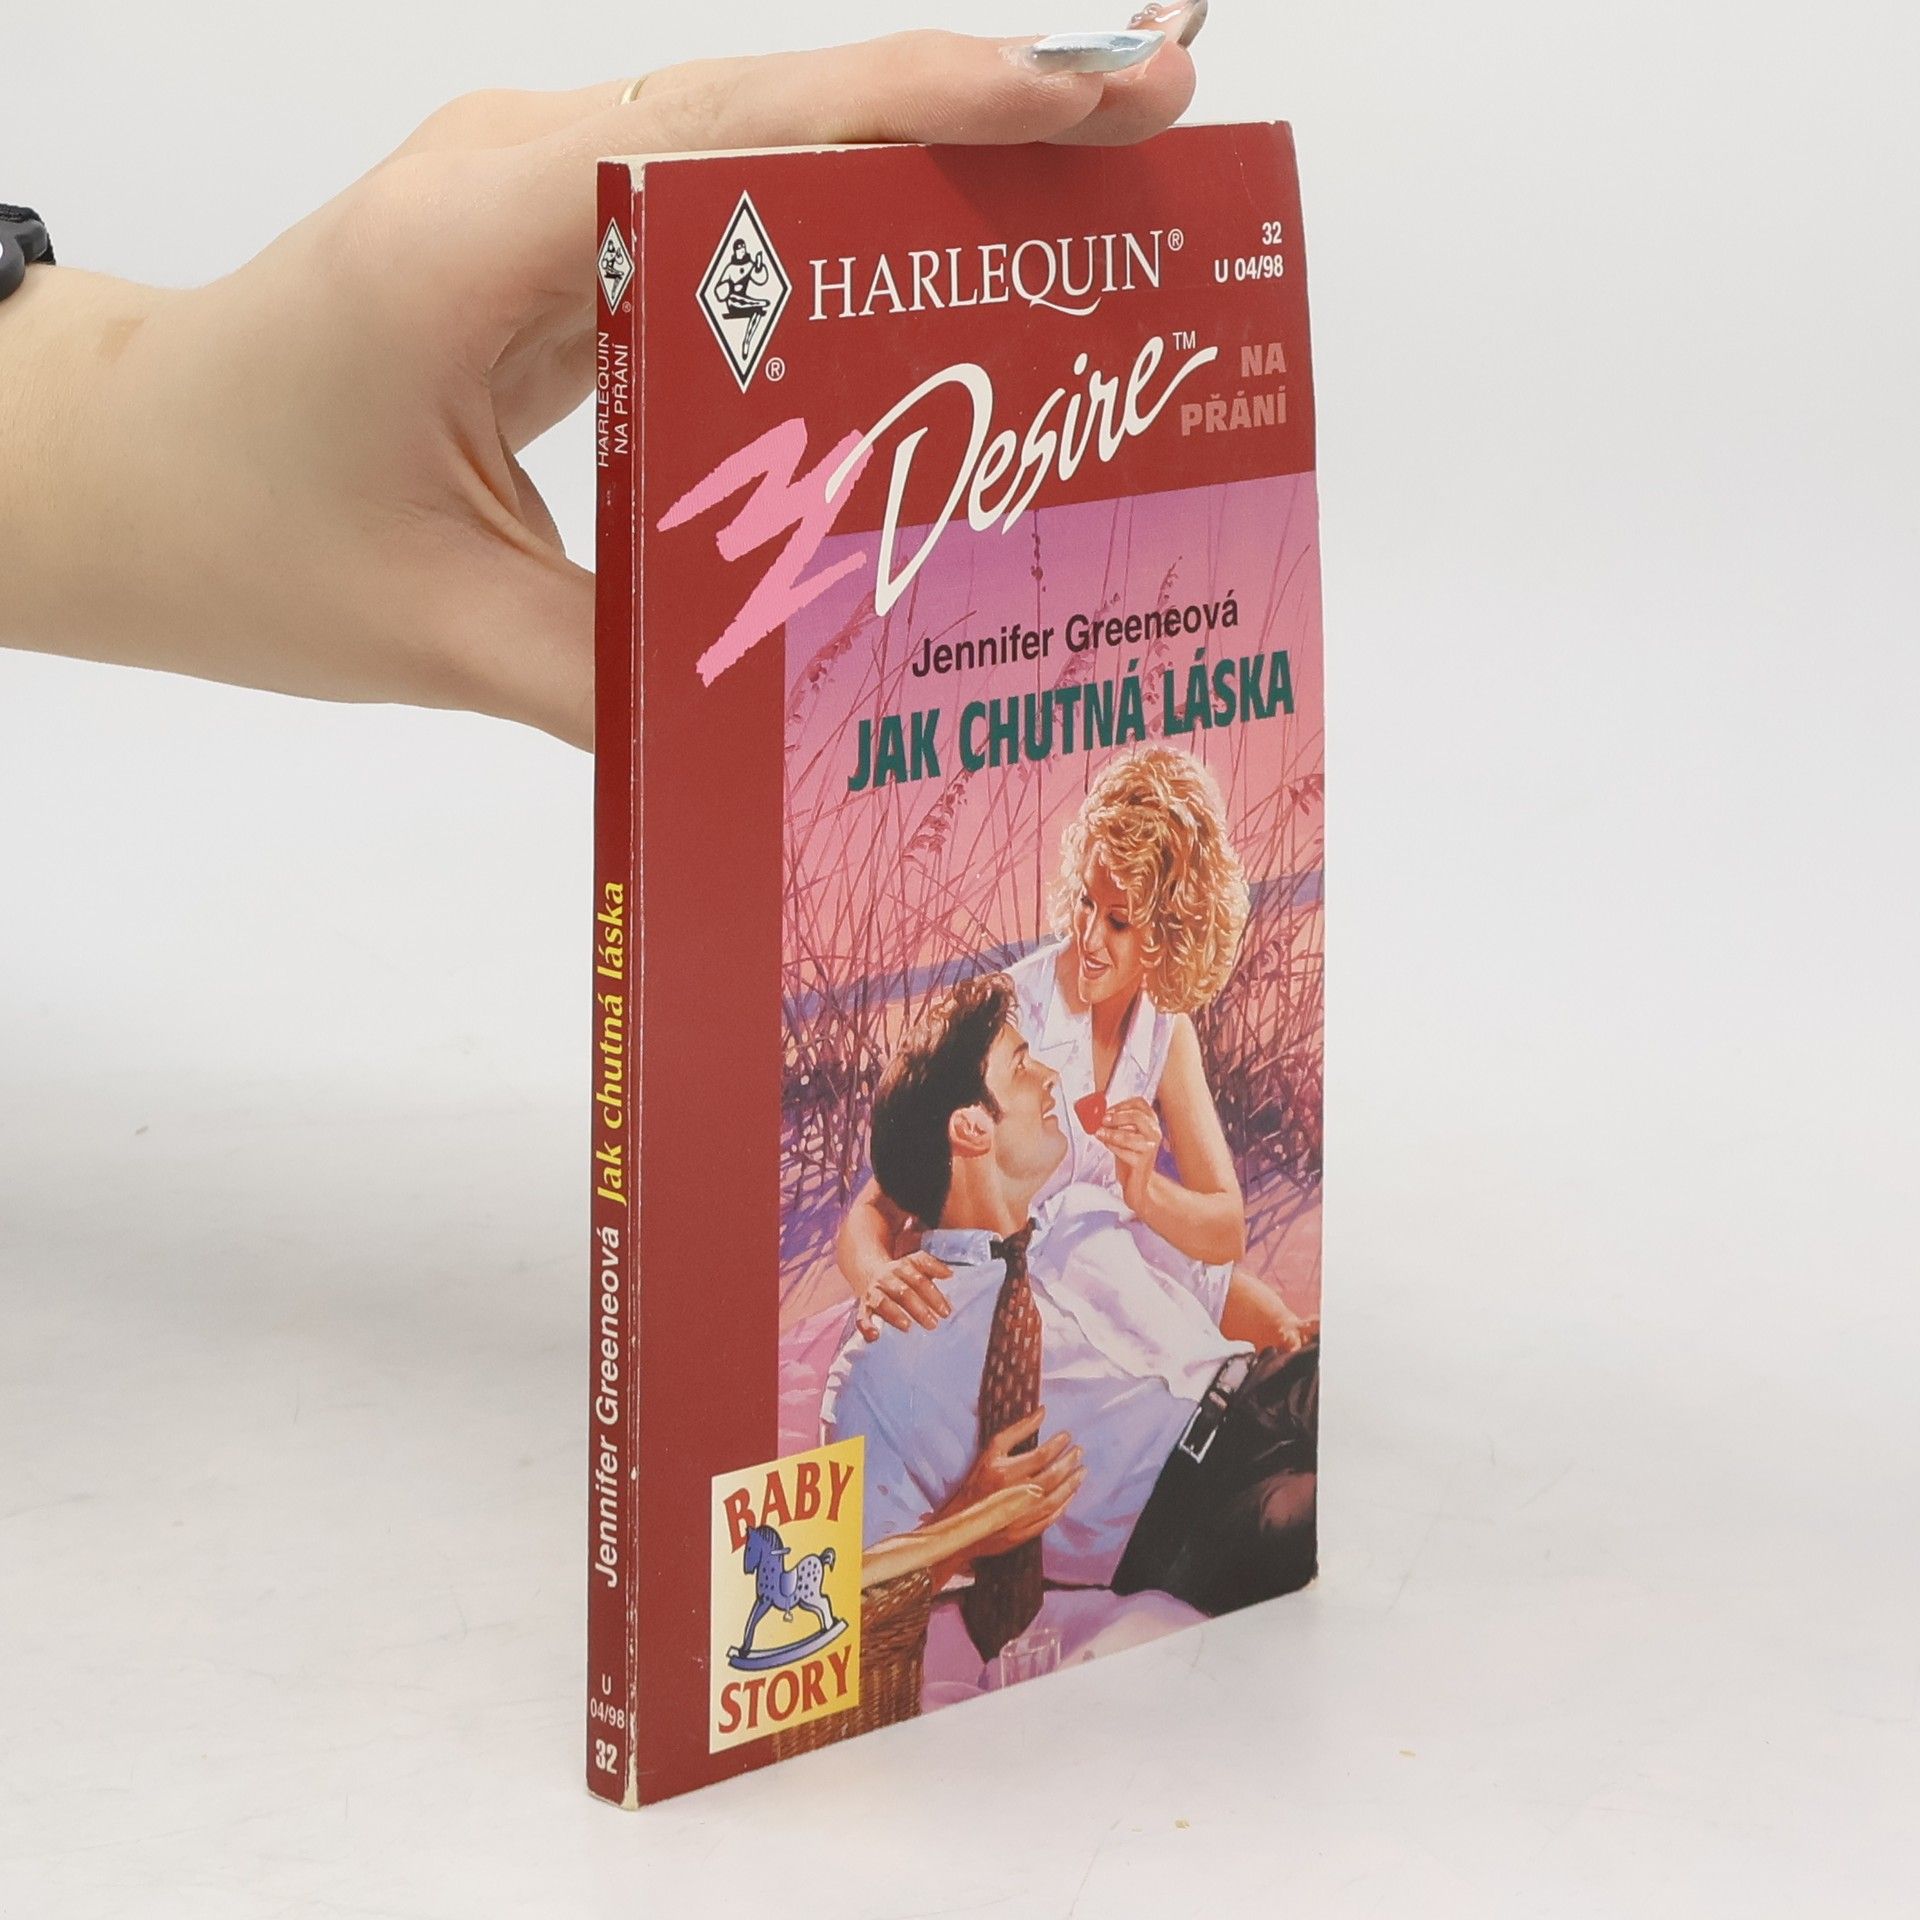 HARLEQUIN®
32
U 04/98
Desire™
NA
PŘÁNÍ
®
Jennifer Greeneová
JAK CHUTNÁ LÁSKA
BABY
STORY
®
HARLEQUIN
NA PŘÁNÍ
Jennifer Greeneová Jak chutná láska
U
04/98
32